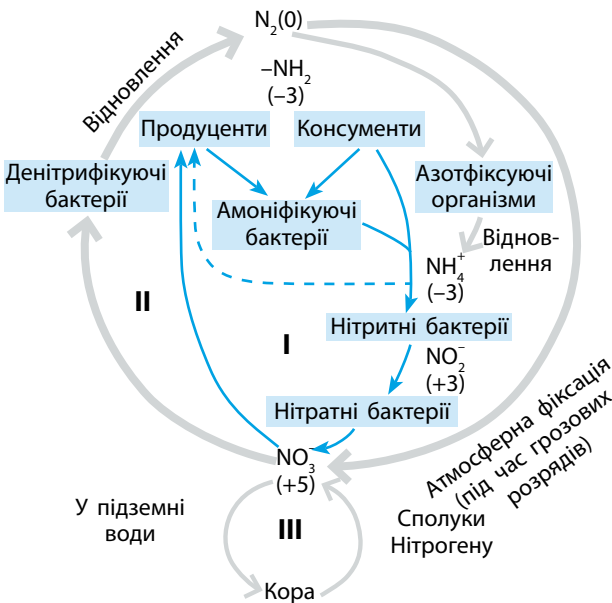 N₂(0)
Відновлення
–NH₂
(–3)
Продуценти
Консументи
Денітрифікуючі
бактерії
Азотфіксуючі
організми
Амоніфікуючі
бактерії
Віднов-
лення
NH₄⁺
(–3)
II
I
Нітритні бактерії
NO₂⁻
(+3)
Нітратні бактерії
Атмосферна фіксація
(під час грозових
розрядів)
NO₃⁻
(+5)
У підземні
води
III
Сполуки
Нітрогену
Кора